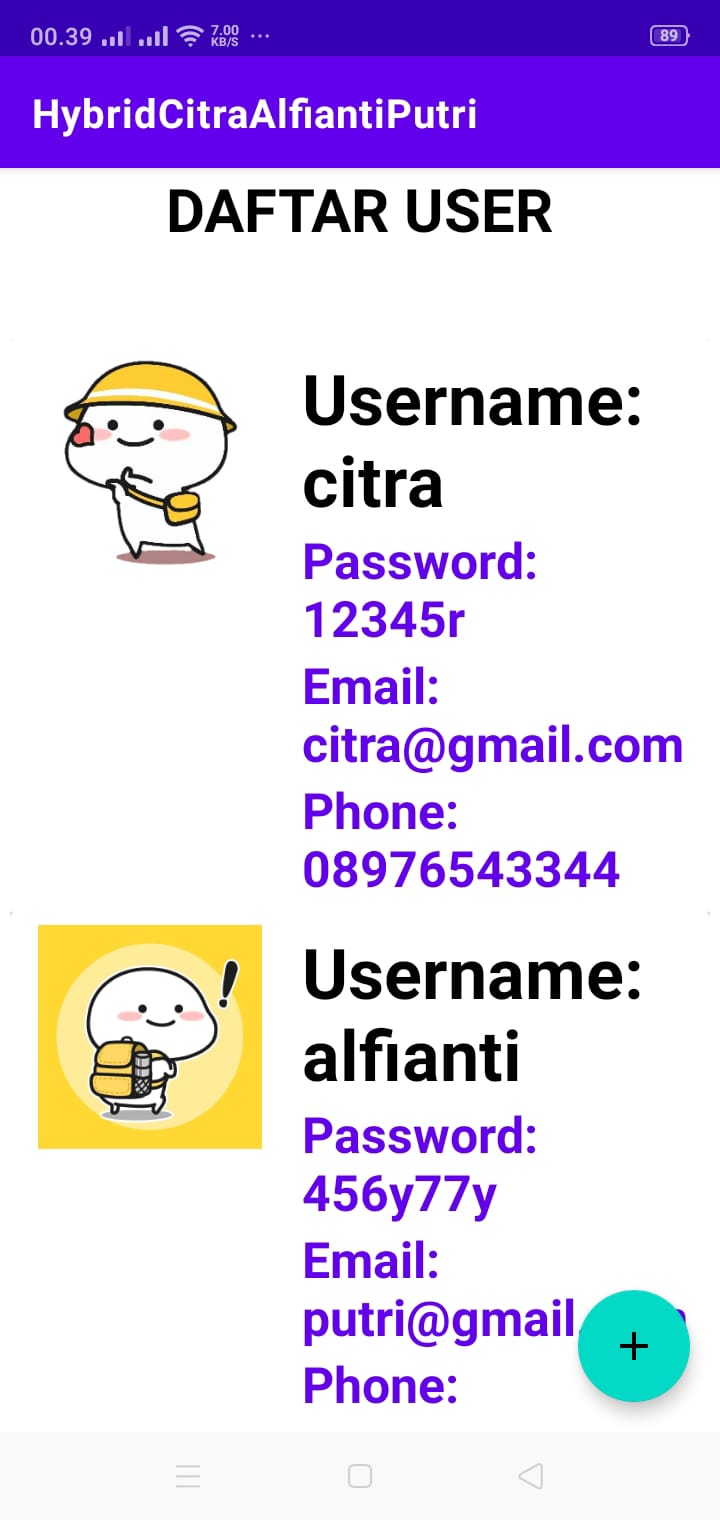 00.39 7.00 KB/S ... 89
HybridCitraAlfiantiPutri
DAFTAR USER
Username:
citra
Password:
12345r
Email:
citra@gmail.com
Phone:
08976543344
Username:
alfianti
Password:
456y77y
Email:
putri@gmail.
Phone:
+